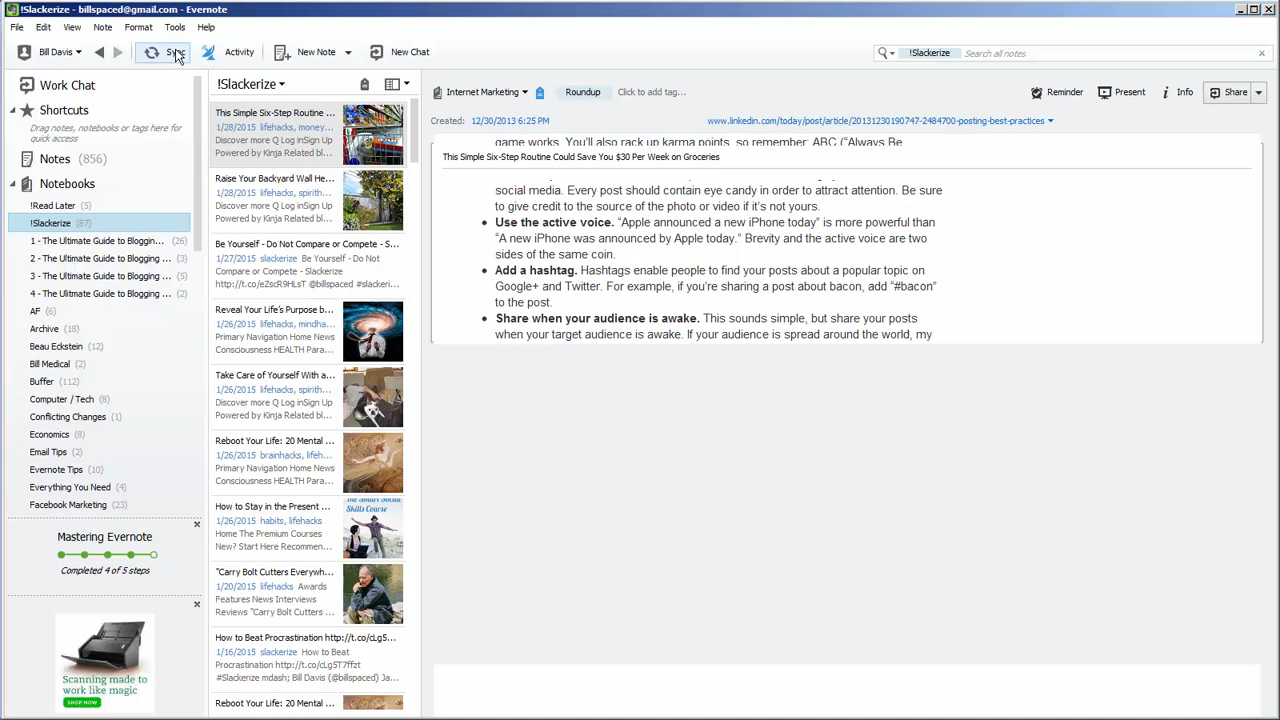 !Slackerize - billspaced@gmail.com - Evernote
File Edit View Note Format Tools Help
Bill Davis Sync Activity New Note New Chat !Slackerize Search all notes
Work Chat
Shortcuts
Drag notes, notebooks or tags here for
quick access
Notes (856)
Notebooks
!Read Later
!Slackerize (87)
1 - The Ultimate Guide to Bloggin... (26)
2 - The Ultimate Guide to Blogging ... (3)
3 - The Ultimate Guide to Blogging ... (5)
4 - The Ultimate Guide to Blogging ... (2)
AF (6)
Archive (18)
Beau Eckstein (12)
Bill Medical (2)
Buffer (112)
Computer / Tech (8)
Conflicting Changes (1)
Economics (8)
Email Tips (2)
Evernote Tips (10)
Everything You Need (4)
Facebook Marketing (23)
Mastering Evernote
Completed 4 of 5 steps
Scanning made to
work like magic
SHOP NOW
!Slackerize
This Simple Six-Step Routine ...
1/28/2015 lifehacks, money...
Discover more Q Log inSign Up
Powered by Kinja Related bl...
Raise Your Backyard Wall He...
1/28/2015 lifehacks, spirith...
Discover more Q Log inSign Up
Powered by Kinja Related bl...
Be Yourself - Do Not Compare or Compete - S...
1/27/2015 slackerize Be Yourself - Do Not
Compare or Compete - Slackerize
http://t.co/eZscR9HLsT @billspaced #slackeri...
Reveal Your Life's Purpose b...
1/26/2015 lifehacks, mindha...
Primary Navigation Home News
Consciousness HEALTH Para...
Take Care of Yourself With a...
1/26/2015 lifehacks, spirith...
Discover more Q Log inSign Up
Powered by Kinja Related bl...
Reboot Your Life: 20 Mental ...
1/26/2015 brainhacks, lifeh...
Primary Navigation Home News
Consciousness HEALTH Para...
How to Stay in the Present ...
1/26/2015 habits, lifehacks
Home The Premium Courses
New? Start Here Recommen...
The Smart Social
Skills Course
"Carry Bolt Cutters Everywh...
1/20/2015 lifehacks Awards
Features News Interviews
Reviews "Carry Bolt Cutters...
How to Beat Procrastination http://t.co/cLg5...
1/16/2015 slackerize How to Beat
Procrastination http://t.co/cLg5T7ffzt
#Slackerize mdash; Bill Davis (@billspaced) Ja...
Reboot Your Life: 20 Mental ...
Internet Marketing Roundup Click to add tag... Reminder Present Info Share
Created: 12/30/2013 6:25 PM www.linkedin.com/today/post/article/20131230190747-2484700-posting-best-practices
game works. You'll also rack up karma points, so remember: ABC ("Always Be
This Simple Six-Step Routine Could Save You $30 Per Week on Groceries
social media. Every post should contain eye candy in order to attract attention. Be sure
to give credit to the source of the photo or video if it's not yours.
• Use the active voice. "Apple announced a new iPhone today" is more powerful than
"A new iPhone was announced by Apple today." Brevity and the active voice are two
sides of the same coin.
• Add a hashtag. Hashtags enable people to find your posts about a popular topic on
Google+ and Twitter. For example, if you're sharing a post about bacon, add "#bacon"
to the post.
• Share when your audience is awake. This sounds simple, but share your posts
when your target audience is awake. If your audience is spread around the world, my